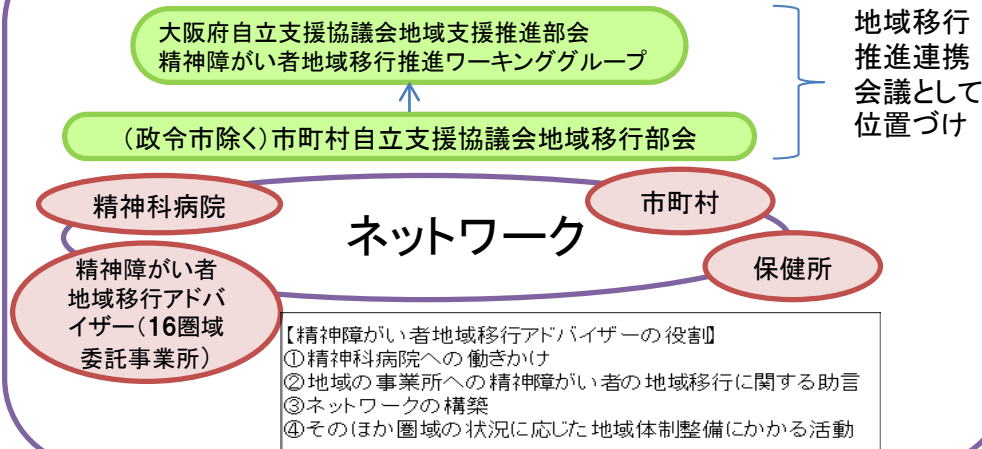 大阪府自立支援協議会地域支援推進部会
精神障がい者地域移行推進ワーキンググループ
地域移行
推進連携
会議として
位置づけ
(政令市除く)市町村自立支援協議会地域移行部会
精神科病院
市町村
ネットワーク
保健所
精神障がい者
地域移行アドバ
イザー(16圏域
委託事業所)
【精神障がい者地域移行アドバイザーの役割】
①精神科病院への働きかけ
②地域の事業所への精神障がい者の地域移行に関する助言
③ネットワークの構築
④そのほか圏域の状況に応じた地域体制整備にかかる活動